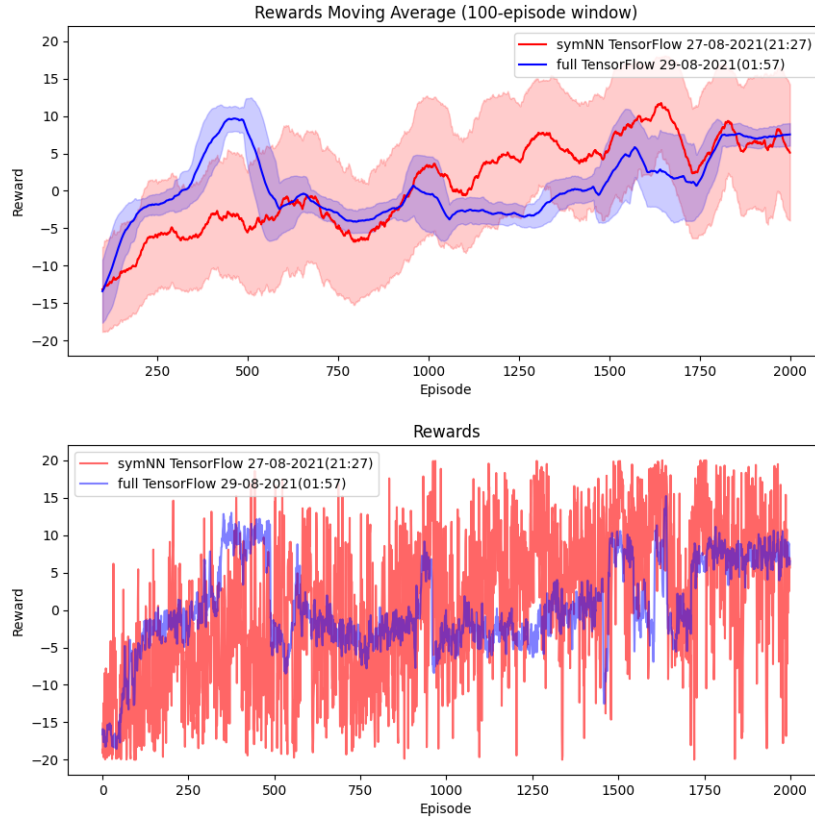 Rewards Moving Average (100-episode window)
symNN TensorFlow 27-08-2021(21:27)
full TensorFlow 29-08-2021(01:57)
20
15
10
5
0
−5
−10
−15
−20
Reward
250 500 750 1000 1250 1500 1750 2000
Episode
Rewards
symNN TensorFlow 27-08-2021(21:27)
full TensorFlow 29-08-2021(01:57)
20
15
10
5
0
−5
−10
−15
−20
Reward
0 250 500 750 1000 1250 1500 1750 2000
Episode